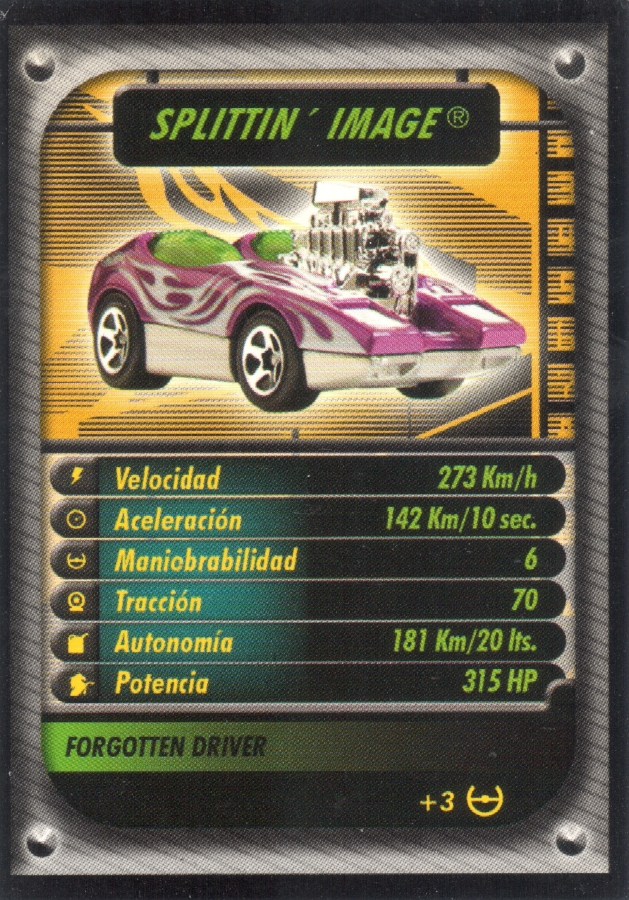 SPLITTIN´ IMAGE®
Velocidad 273 Km/h
Aceleración 142 Km/10 sec.
Maniobrabilidad 6
Tracción 70
Autonomía 181 Km/20 lts.
Potencia 315 HP
FORGOTTEN DRIVER
+3